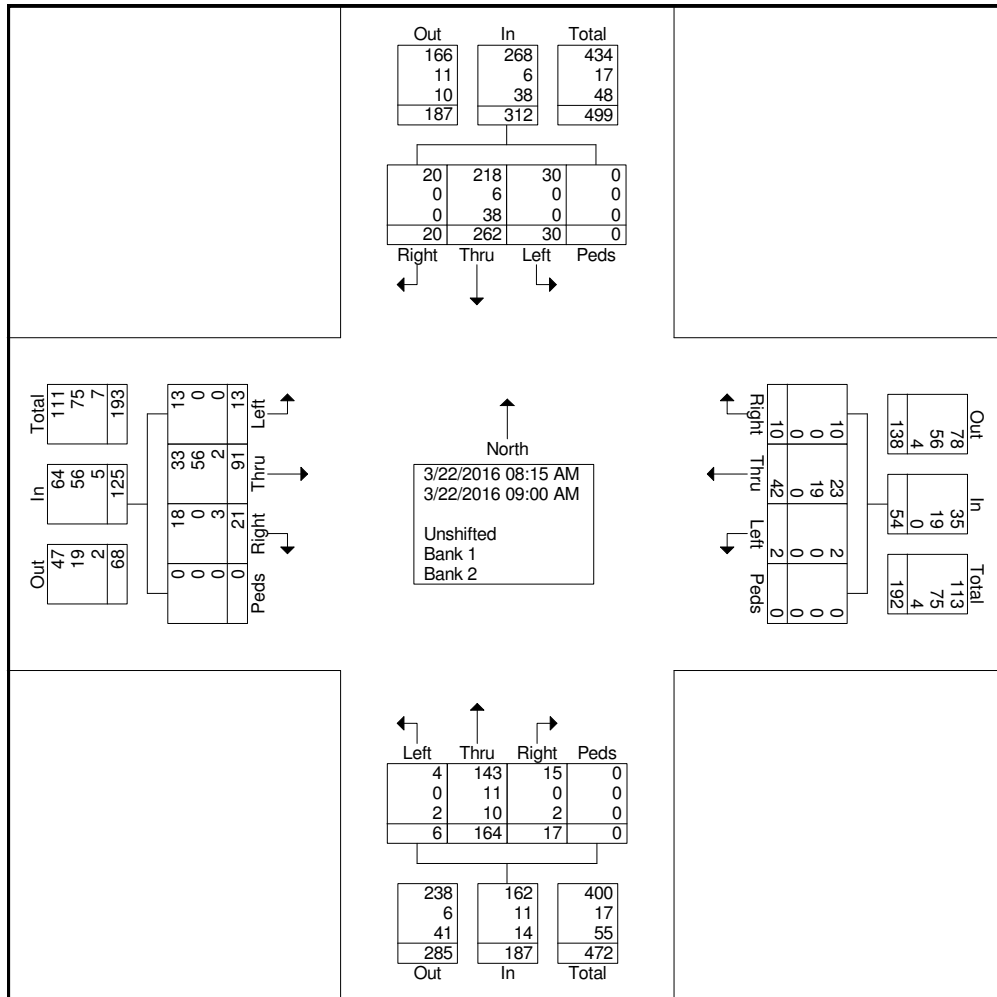 Out In Total
166 268 434
11 6 17
10 38 48
187 312 499
20 218 30 0
0 6 0 0
0 38 0 0
20 262 30 0
Right Thru Left Peds
Total
111
75
7
193
In
64
56
5
125
Out
47
19
2
68
Left
13
0
0
13
Thru
33
56
2
91
Right
18
0
3
21
Peds
0
0
0
0
North
3/22/2016 08:15 AM
3/22/2016 09:00 AM
Unshifted
Bank 1
Bank 2
Right
10
0
0
10
Thru
23
19
0
42
Left
2
0
0
2
Peds
0
0
0
0
Out
78
56
4
138
In
35
19
0
54
Total
113
75
4
192
Left Thru Right Peds
4 143 15 0
0 11 0 0
2 10 2 0
6 164 17 0
238 162 400
6 11 17
41 14 55
285 187 472
Out In Total